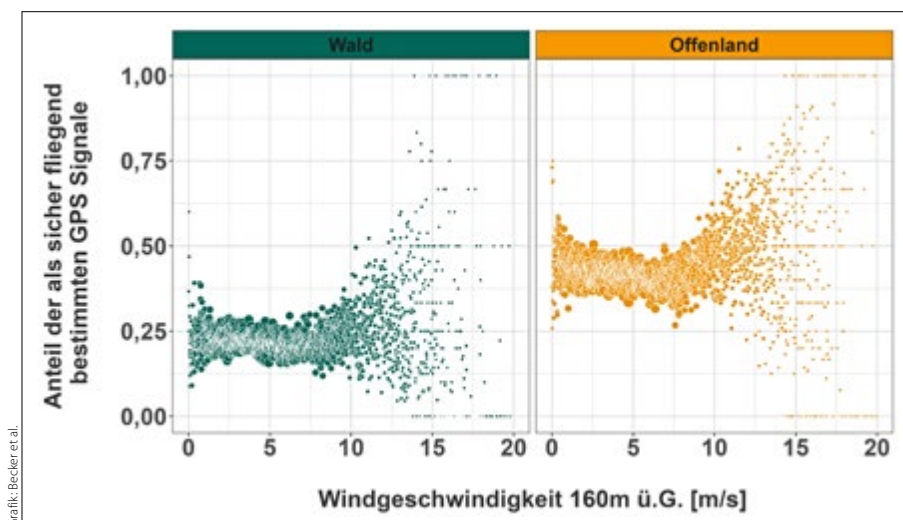 Wald
Offenland
Anteil der als sicher fliegend
bestimmten GPS Signale
1,00
0,75
0,50
0,25
0,00
0
5
10
15
20
0
5
10
15
20
Windgeschwindigkeit 160m ü.G. [m/s]
rafik: Becker et al.